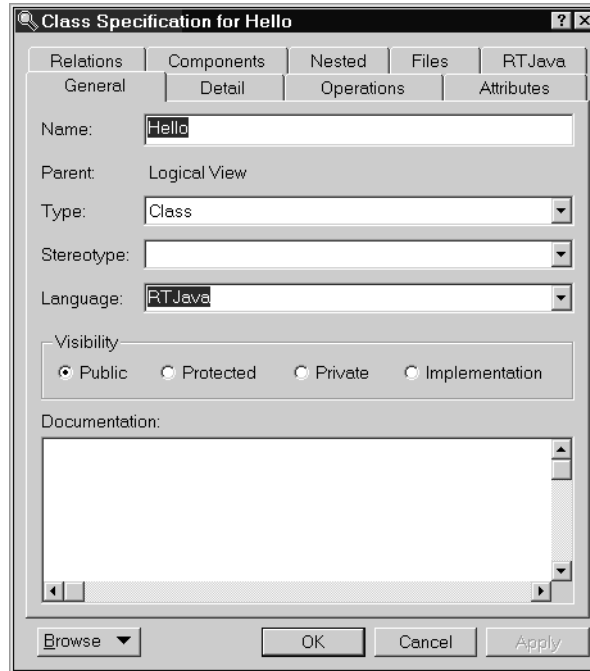 Class Specification for Hello
Relations Components Nested Files RTJava
General Detail Operations Attributes
Name: Hello
Parent: Logical View
Type: Class
Stereotype:
Language: RTJava
Visibility
Public Protected Private Implementation
Documentation:
Browse OK Cancel Apply